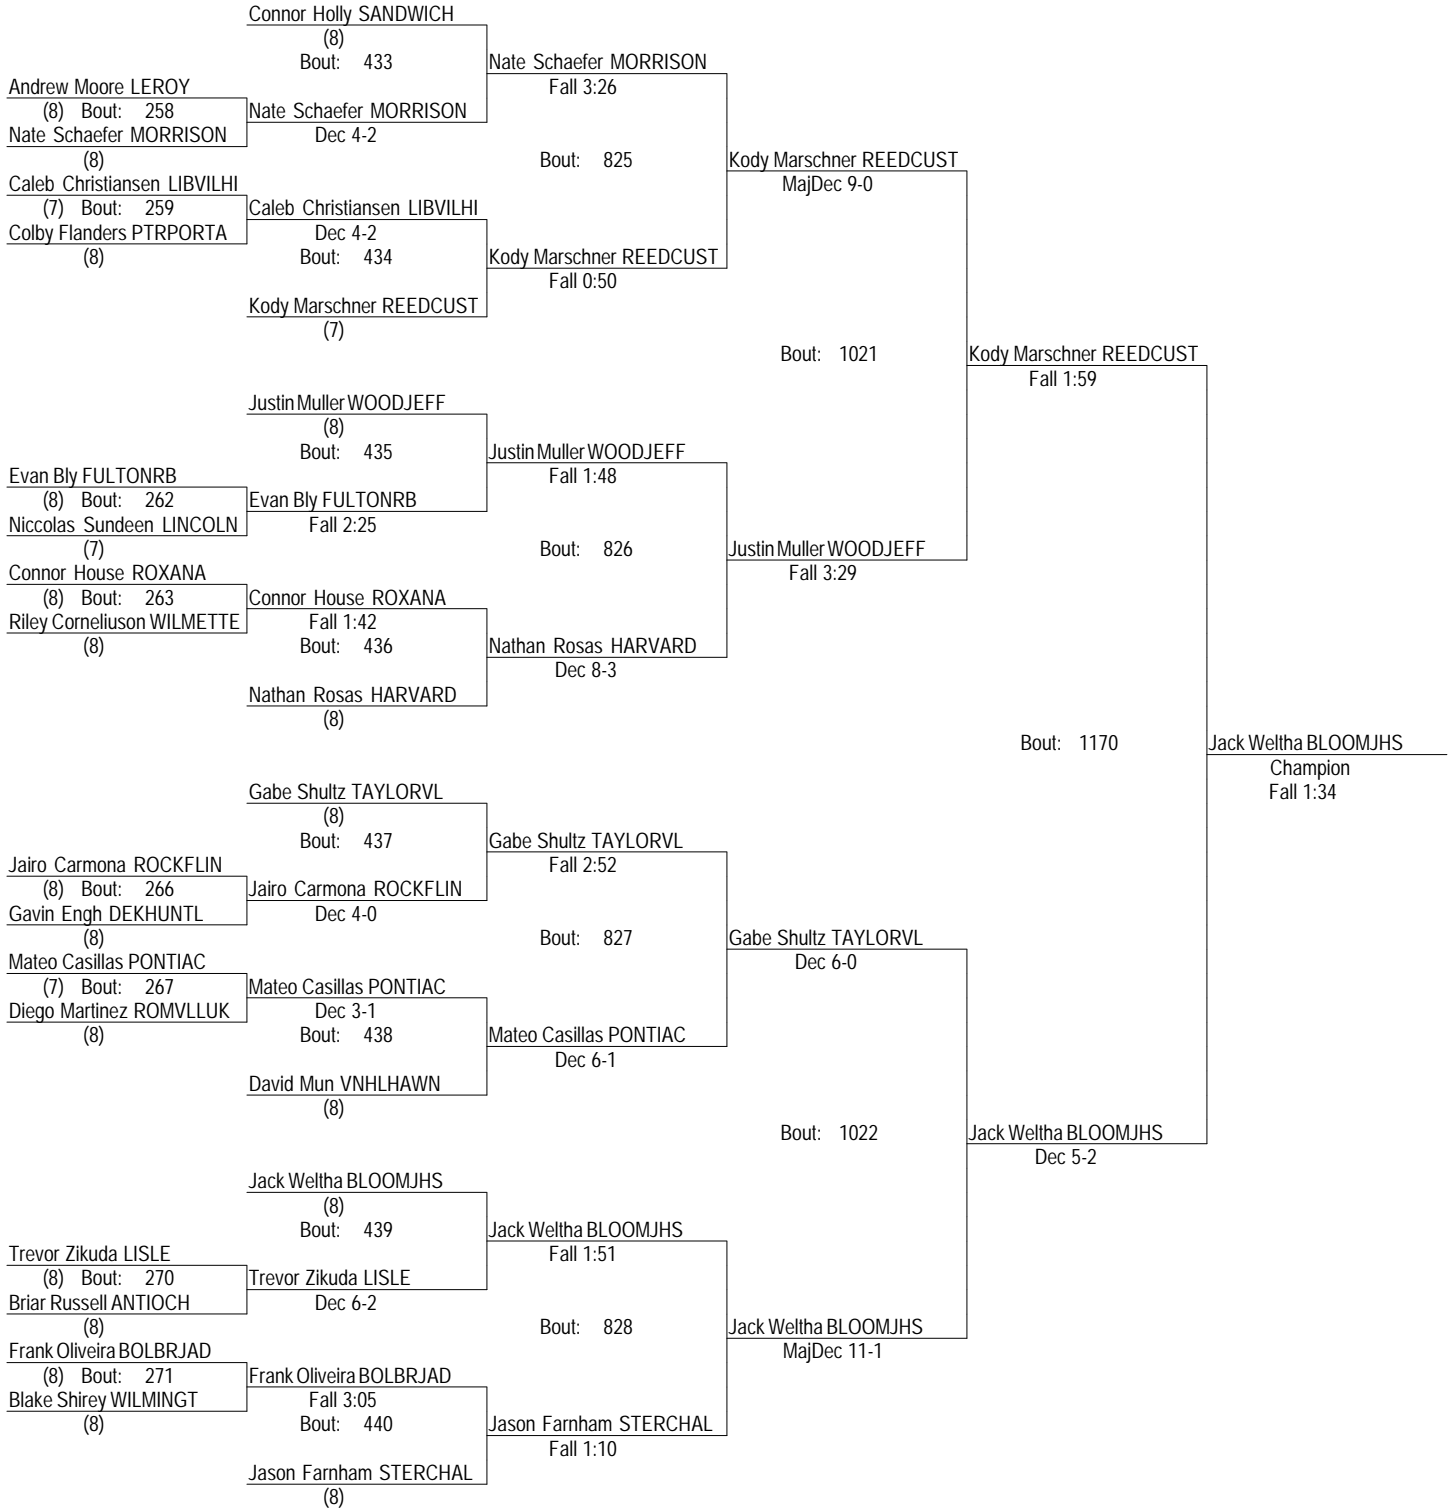 Connor Holly SANDWICH
(8)
Bout: 433
Nate Schaefer MORRISON
Andrew Moore LEROY
Fall 3:26
(8) Bout: 258
Nate Schaefer MORRISON
Nate Schaefer MORRISON
Dec 4-2
(8)
Bout: 825
Kody Marschner REEDCUST
Caleb Christiansen LIBVILHI
MajDec 9-0
(7) Bout: 259
Caleb Christiansen LIBVILHI
Colby Flanders PTRPORTA
Dec 4-2
(8)
Bout: 434
Kody Marschner REEDCUST
Fall 0:50
Kody Marschner REEDCUST
(7)
Bout: 1021
Kody Marschner REEDCUST
Fall 1:59
Justin Muller WOODJEFF
(8)
Bout: 435
Justin Muller WOODJEFF
Evan Bly FULTONRB
Fall 1:48
(8) Bout: 262
Evan Bly FULTONRB
Niccolas Sundeen LINCOLN
Fall 2:25
(7)
Bout: 826
Justin Muller WOODJEFF
Connor House ROXANA
Fall 3:29
(8) Bout: 263
Connor House ROXANA
Riley Corneliuson WILMETTE
Fall 1:42
(8)
Bout: 436
Nathan Rosas HARVARD
Dec 8-3
Nathan Rosas HARVARD
(8)
Bout: 1170
Jack Weltha BLOOMJHS
Champion
Fall 1:34
Gabe Shultz TAYLORVL
(8)
Bout: 437
Gabe Shultz TAYLORVL
Jairo Carmona ROCKFLIN
Fall 2:52
(8) Bout: 266
Jairo Carmona ROCKFLIN
Gavin Engh DEKHUNTL
Dec 4-0
(8)
Bout: 827
Gabe Shultz TAYLORVL
Mateo Casillas PONTIAC
Dec 6-0
(7) Bout: 267
Mateo Casillas PONTIAC
Diego Martinez ROMVLLUK
Dec 3-1
(8)
Bout: 438
Mateo Casillas PONTIAC
Dec 6-1
David Mun VNHLHAWN
(8)
Bout: 1022
Jack Weltha BLOOMJHS
Dec 5-2
Jack Weltha BLOOMJHS
(8)
Bout: 439
Jack Weltha BLOOMJHS
Trevor Zikuda LISLE
Fall 1:51
(8) Bout: 270
Trevor Zikuda LISLE
Briar Russell ANTIOCH
Dec 6-2
(8)
Bout: 828
Jack Weltha BLOOMJHS
Frank Oliveira BOLBRJAD
MajDec 11-1
(8) Bout: 271
Frank Oliveira BOLBRJAD
Blake Shirey WILMINGT
Fall 3:05
(8)
Bout: 440
Jason Farnham STERCHAL
Fall 1:10
Jason Farnham STERCHAL
(8)